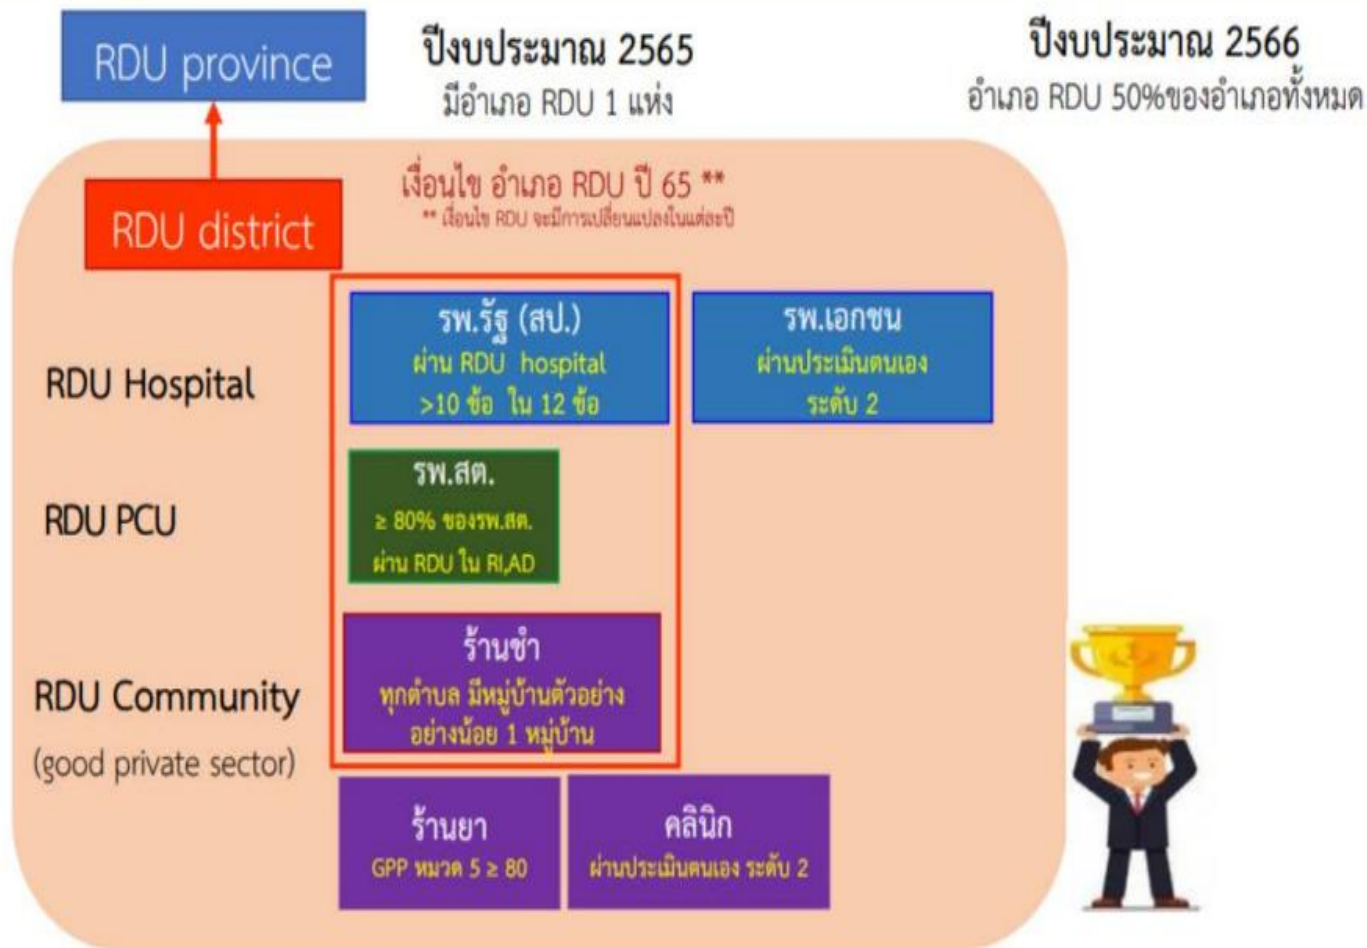 RDU province
ปีงบประมาณ 2565
มีอำเภอ RDU 1 แห่ง
ปีงบประมาณ 2566
อำเภอ RDU 50%ของอำเภอทั้งหมด
RDU district
เงื่อนไข อำเภอ RDU ปี 65 **
** เงื่อนไข RDU จะมีการเปลี่ยนแปลงในแต่ละปี
RDU Hospital
รพ.รัฐ (สป.)
ผ่าน RDU hospital
>10 ข้อ ใน 12 ข้อ
รพ.เอกชน
ผ่านประเมินตนเอง
ระดับ 2
RDU PCU
รพ.สต.
≥ 80% ของรพ.สต.
ผ่าน RDU ใน RI,AD
RDU Community
(good private sector)
ร้านชำ
ทุกตำบล มีหมู่บ้านตัวอย่าง
อย่างน้อย 1 หมู่บ้าน
ร้านยา
GPP หมวด 5 ≥ 80
คลินิก
ผ่านประเมินตนเอง ระดับ 2